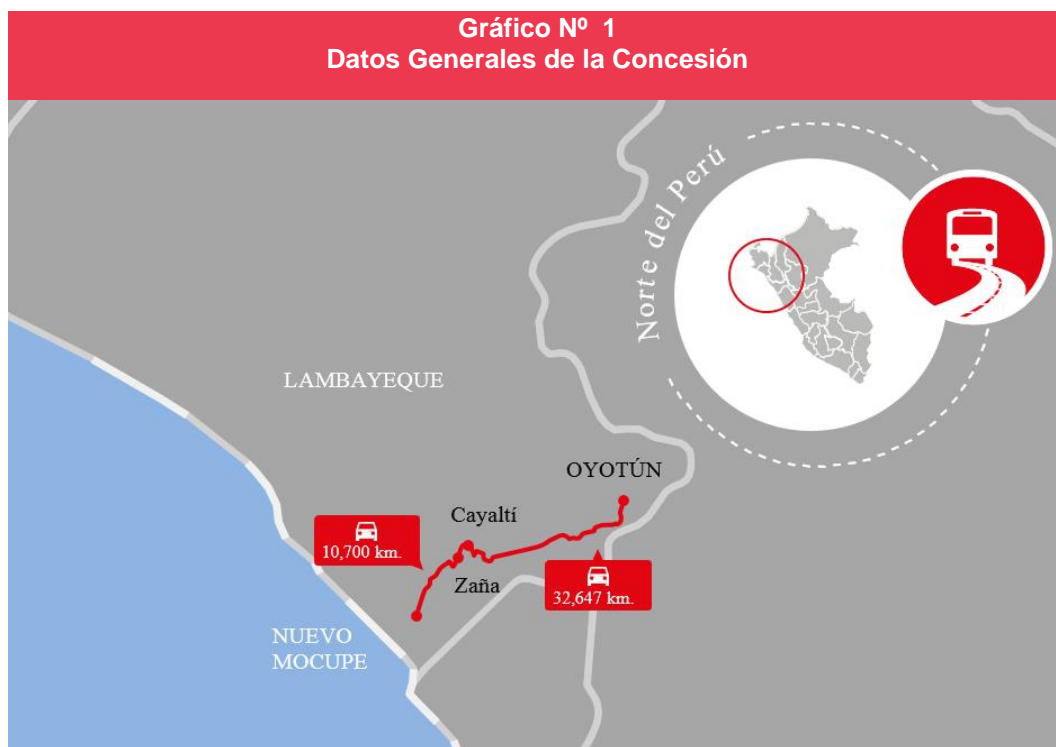 Gráfico Nº 1
Datos Generales de la Concesión
Norte del Perú
LAMBAYEQUE
OYOTÚN
Cayaltí
10,700 km.
Zaña
32,647 km.
NUEVO
MOCUPE